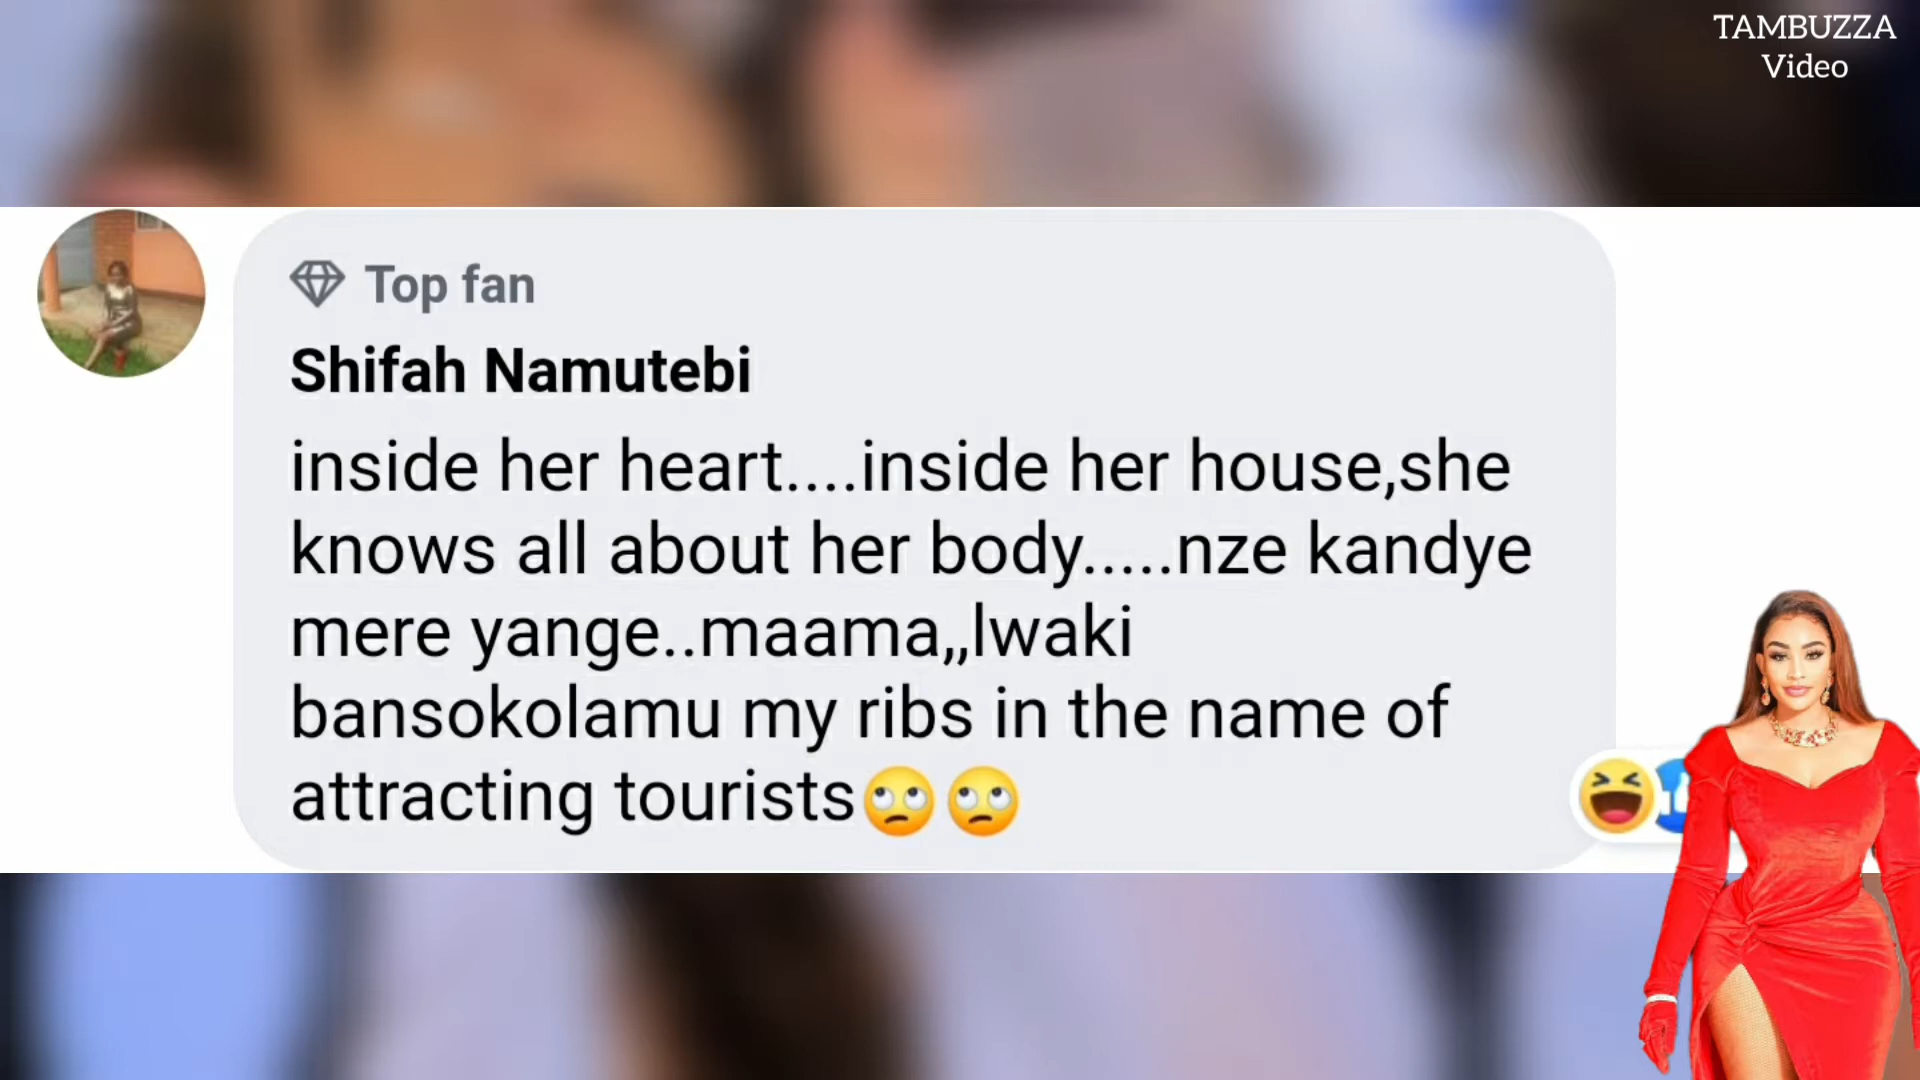 TAMBUZZA
Video
Top fan
Shifah Namutebi
inside her heart....inside her house,she
knows all about her body.....nze kandye
mere yange..maama,,lwaki
bansokolamu my ribs in the name of
attracting tourists🙄🙄